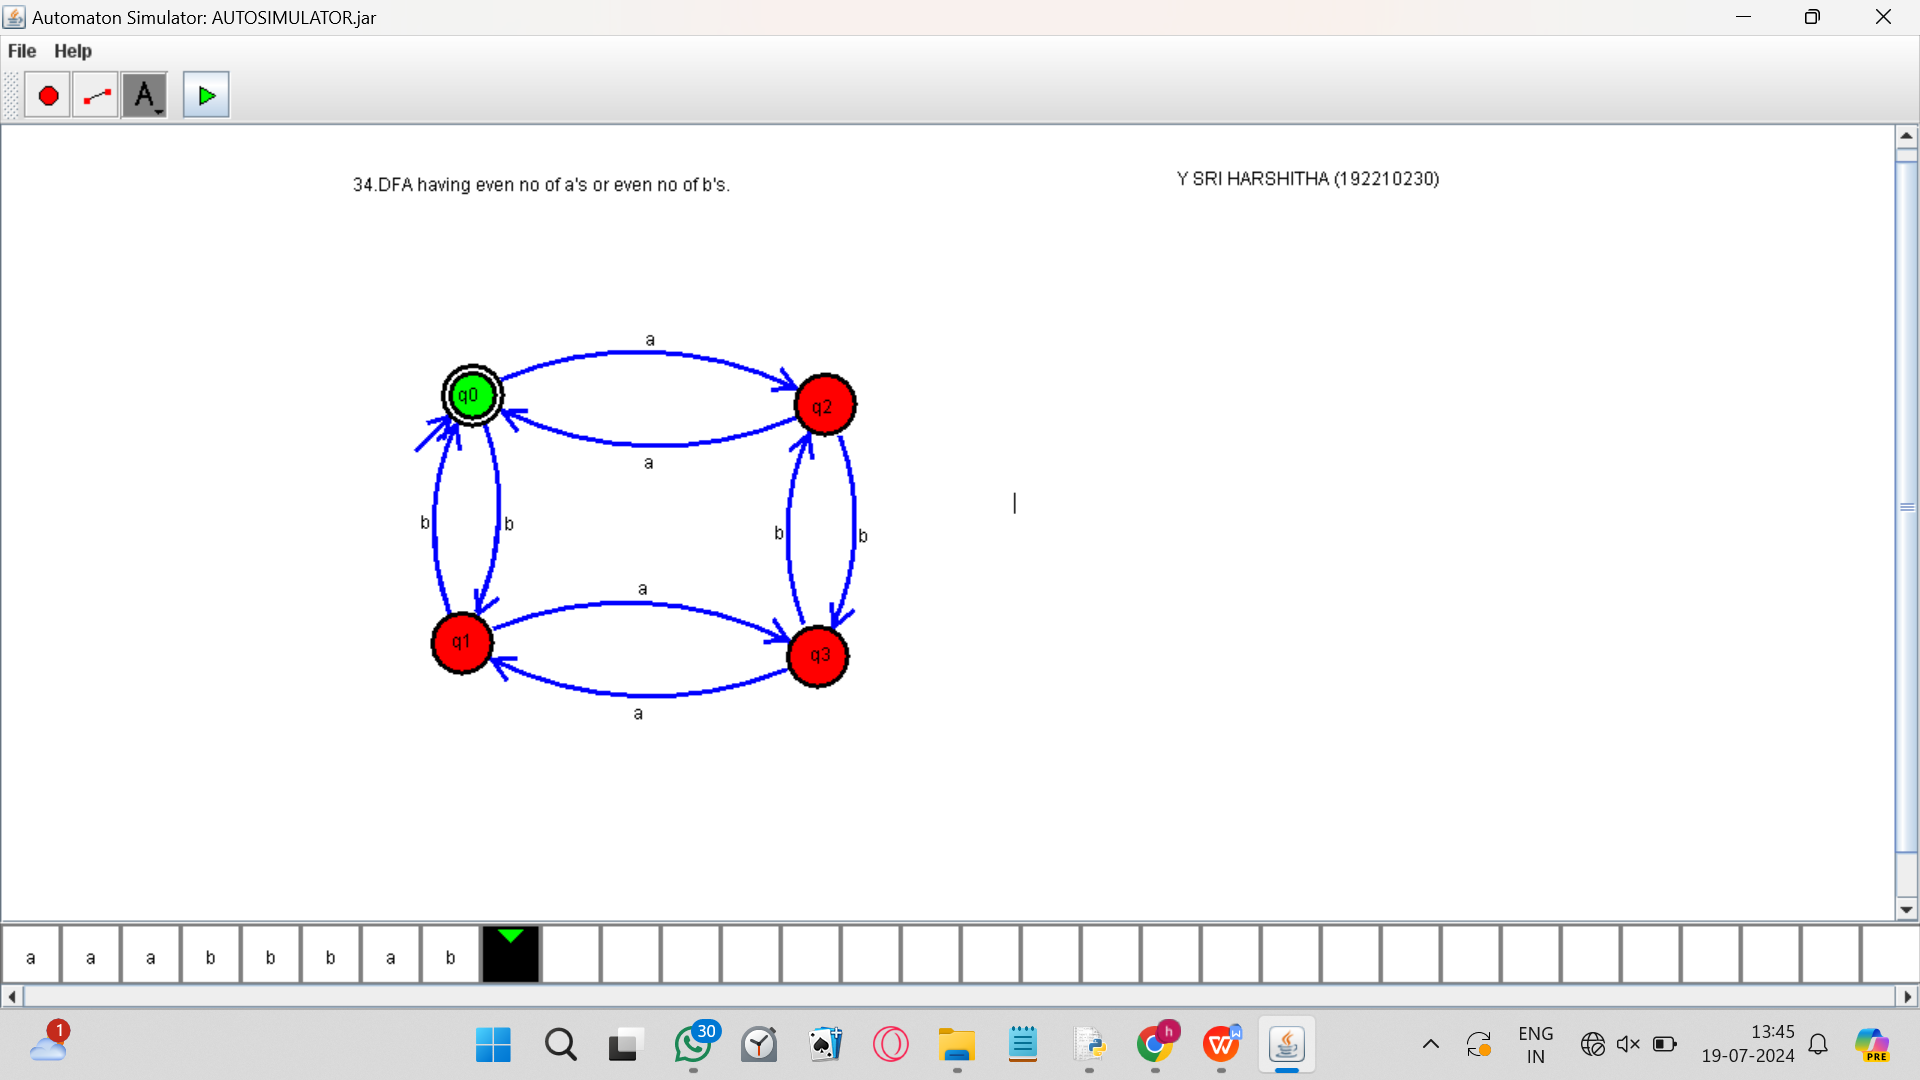 Automaton Simulator: AUTOSIMULATOR.jar
File Help
A
34.DFA having even no of a's or even no of b's.
Y SRI HARSHITHA (192210230)
a
q0
q2
a
b
b
b
b
a
q1
q3
a
a a a b b b a b
1
30
h
W
W
ENG
IN
13:45
19-07-2024
PRE